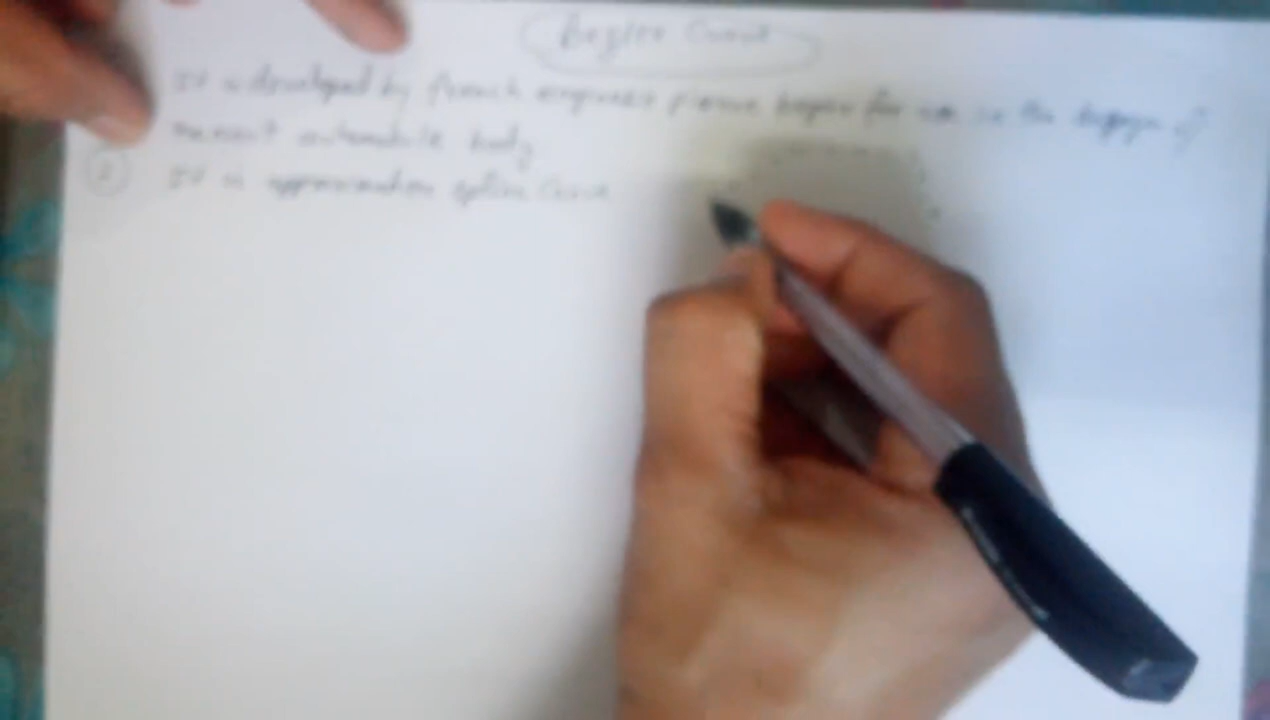 Bezier Curve
It is developed by french engineer pierre bezier for use in the design of
automobile body
2 It is approximation spline Curve